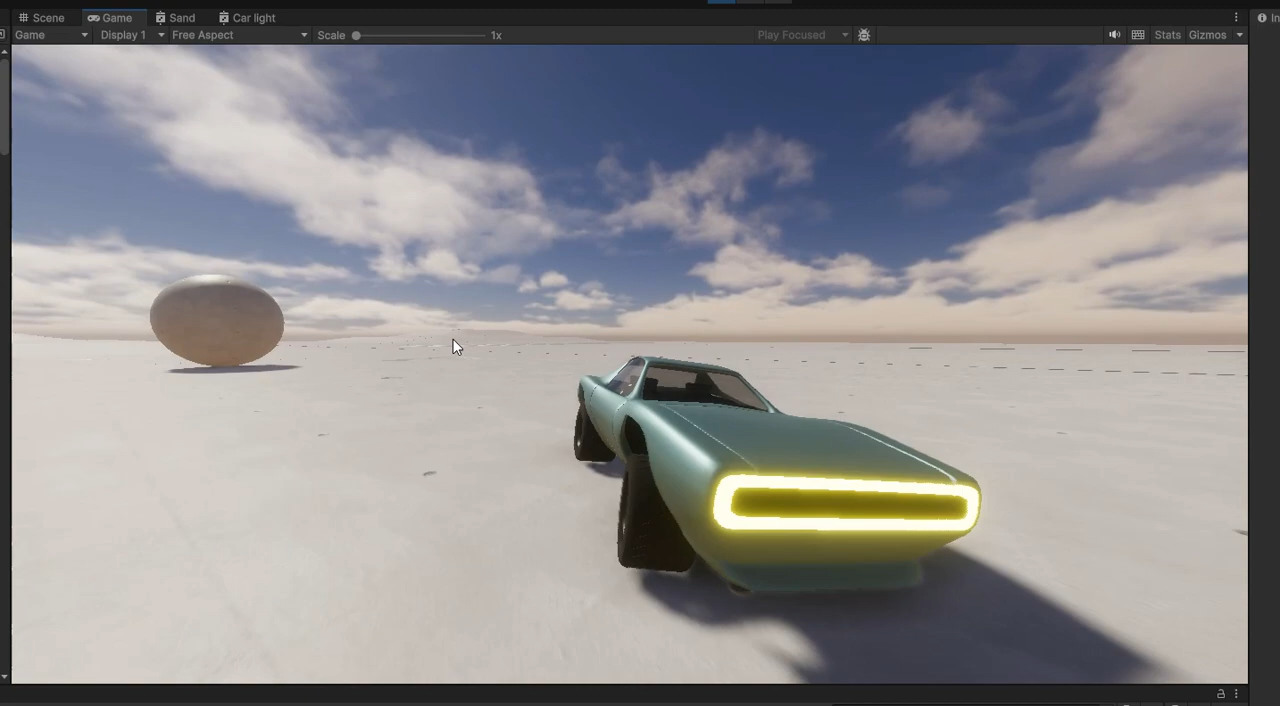 Scene Game Sand Car light
Game Display 1 Free Aspect Scale 1x Play Focused Stats Gizmos